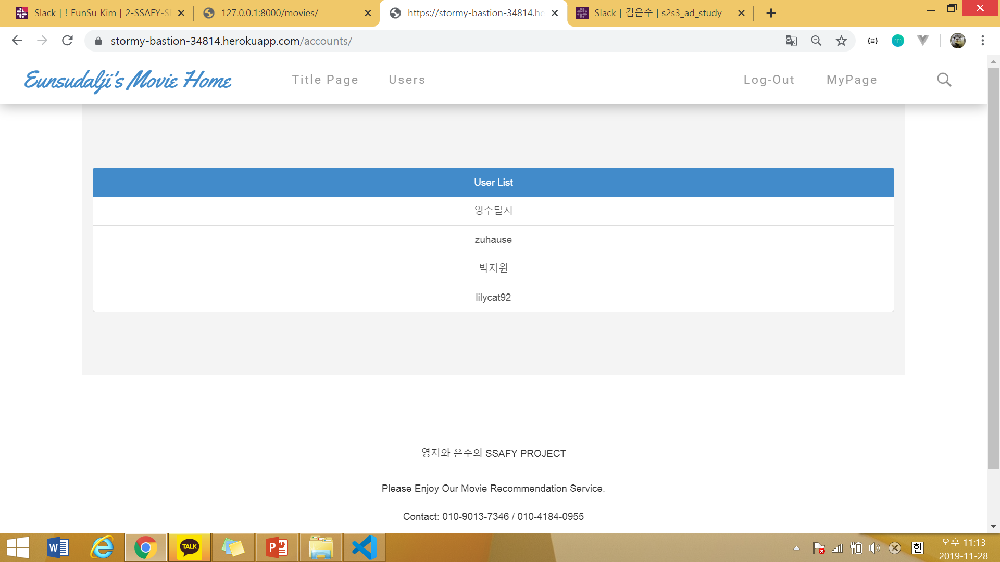 Slack | ! EunSu Kim | 2-SSAFY-S
127.0.0.1:8000/movies/
https://stormy-bastion-34814.he
Slack | 김은수 | s2s3_ad_study
stormy-bastion-34814.herokuapp.com/accounts/
Eunsudalji's Movie Home
Title Page
Users
Log-Out
MyPage
User List
영수달지
zuhause
박지원
lilycat92
영지와 은수의 SSAFY PROJECT
Please Enjoy Our Movie Recommendation Service.
Contact: 010-9013-7346 / 010-4184-0955
TALK
한
오후 11:13
2019-11-28